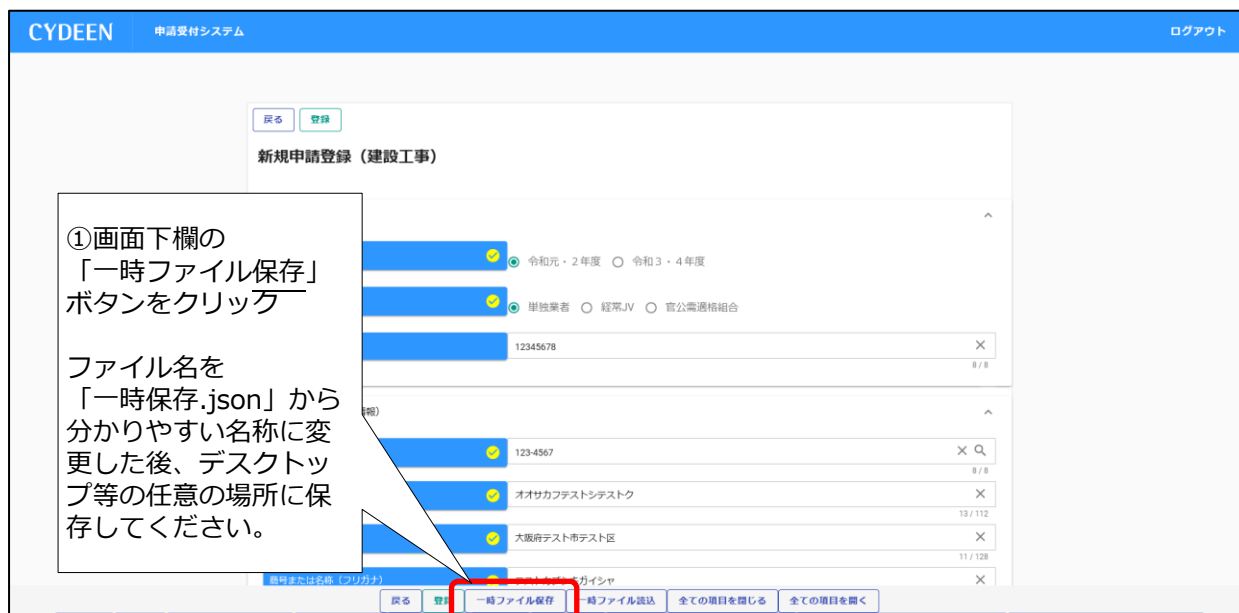 CYDEEN 申請受付システム ログアウト
戻る 登録
新規申請登録（建設工事）
①画面下欄の
「一時ファイル保存」
ボタンをクリック
ファイル名を
「一時保存.json」から
分かりやすい名称に変
更した後、デスクトッ
プ等の任意の場所に保
存してください。
令和元・２年度 令和３・４年度
単独業者 経常JV 官公需適格組合
12345678
8 / 8
報）
123-4567
8 / 8
オオサカフテストシテストク
13 / 112
大阪府テスト市テスト区
11 / 128
商号または名称（フリガナ）
戻る 登録 一時ファイル保存 一時ファイル読込 全ての項目を閉じる 全ての項目を開く